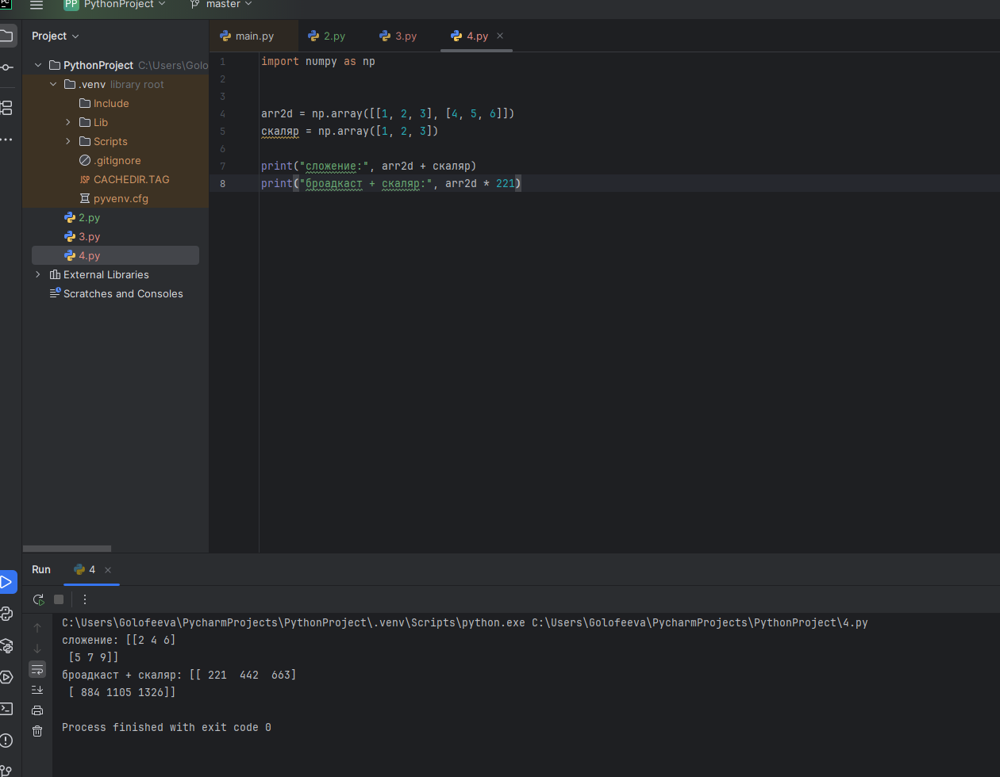 PC
PP PythonProject master
Project
main.py 2.py 3.py 4.py
PythonProject C:\Users\Golo
.venv library root
Include
Lib
Scripts
.gitignore
JSP CACHEDIR.TAG
pyvenv.cfg
2.py
3.py
4.py
External Libraries
Scratches and Consoles
1 import numpy as np
2
3
4 arr2d = np.array([[1, 2, 3], [4, 5, 6]])
5 скаляр = np.array([1, 2, 3])
6
7 print("сложение:", arr2d + скаляр)
8 print("броадкаст + скаляр:", arr2d * 221)
Run 4
C:\Users\Golofeeva\PycharmProjects\PythonProject\.venv\Scripts\python.exe C:\Users\Golofeeva\PycharmProjects\PythonProject\4.py
сложение: [[2 4 6]
 [5 7 9]]
броадкаст + скаляр: [[ 221  442  663]
 [ 884 1105 1326]]
Process finished with exit code 0